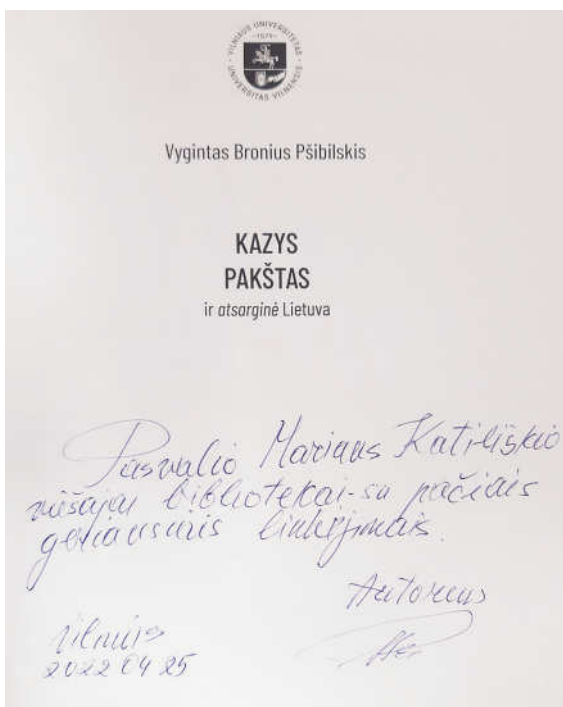 VILNIUS UNIVERSITETAS
1579
UNIVERSITAS VILNENSIS
Vygintas Bronius Pšibilskis
KAZYS
PAKŠTAS
ir atsarginė Lietuva
Pasvalio Mariaus Katiliškio
viešajai bibliotekai - su pačiais
geriausiais linkėjimais.
Autorius
Vilnius
2022 04 25